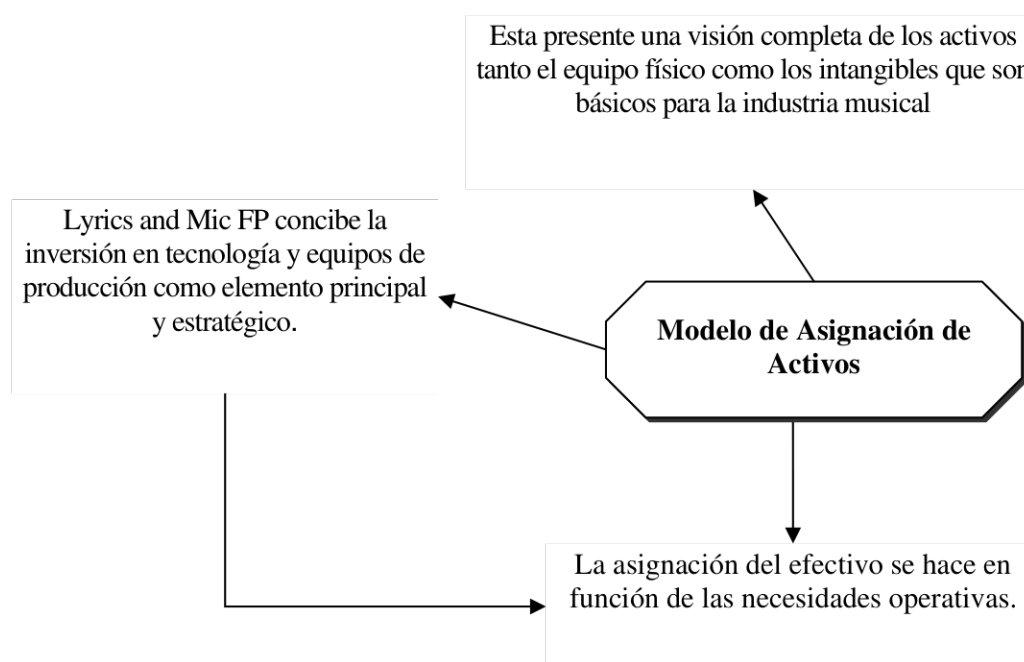 Esta presente una visión completa de los activos
tanto el equipo físico como los intangibles que son
básicos para la industria musical
Lyrics and Mic FP concibe la
inversión en tecnología y equipos de
producción como elemento principal
y estratégico.
Modelo de Asignación de
Activos
La asignación del efectivo se hace en
función de las necesidades operativas.